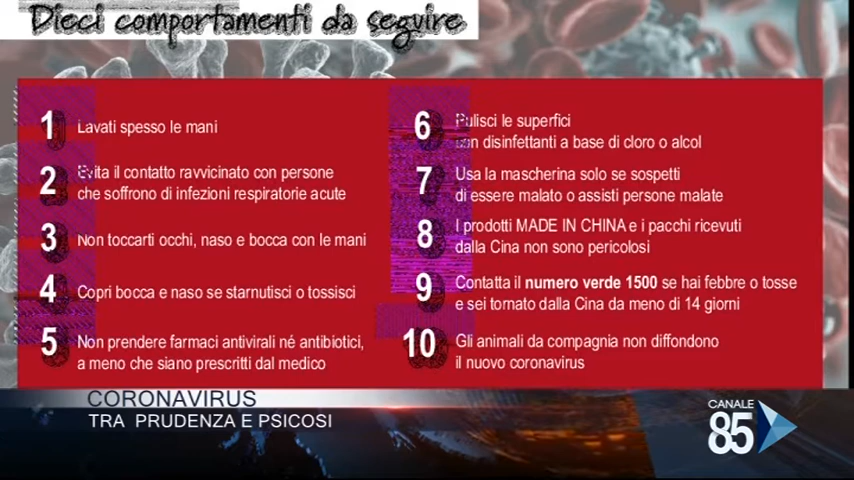 Dieci comportamenti da seguire
1 Lavati spesso le mani
2 Evita il contatto ravvicinato con persone
che soffrono di infezioni respiratorie acute
3 Non toccarti occhi, naso e bocca con le mani
4 Copri bocca e naso se starnutisci o tossisci
5 Non prendere farmaci antivirali né antibiotici,
a meno che siano prescritti dal medico
6 Pulisci le superfici
con disinfettanti a base di cloro o alcol
7 Usa la mascherina solo se sospetti
di essere malato o assisti persone malate
8 I prodotti MADE IN CHINA e i pacchi ricevuti
dalla Cina non sono pericolosi
9 Contatta il numero verde 1500 se hai febbre o tosse
e sei tornato dalla Cina da meno di 14 giorni
10 Gli animali da compagnia non diffondono
il nuovo coronavirus
CORONAVIRUS
TRA PRUDENZA E PSICOSI
CANALE
85